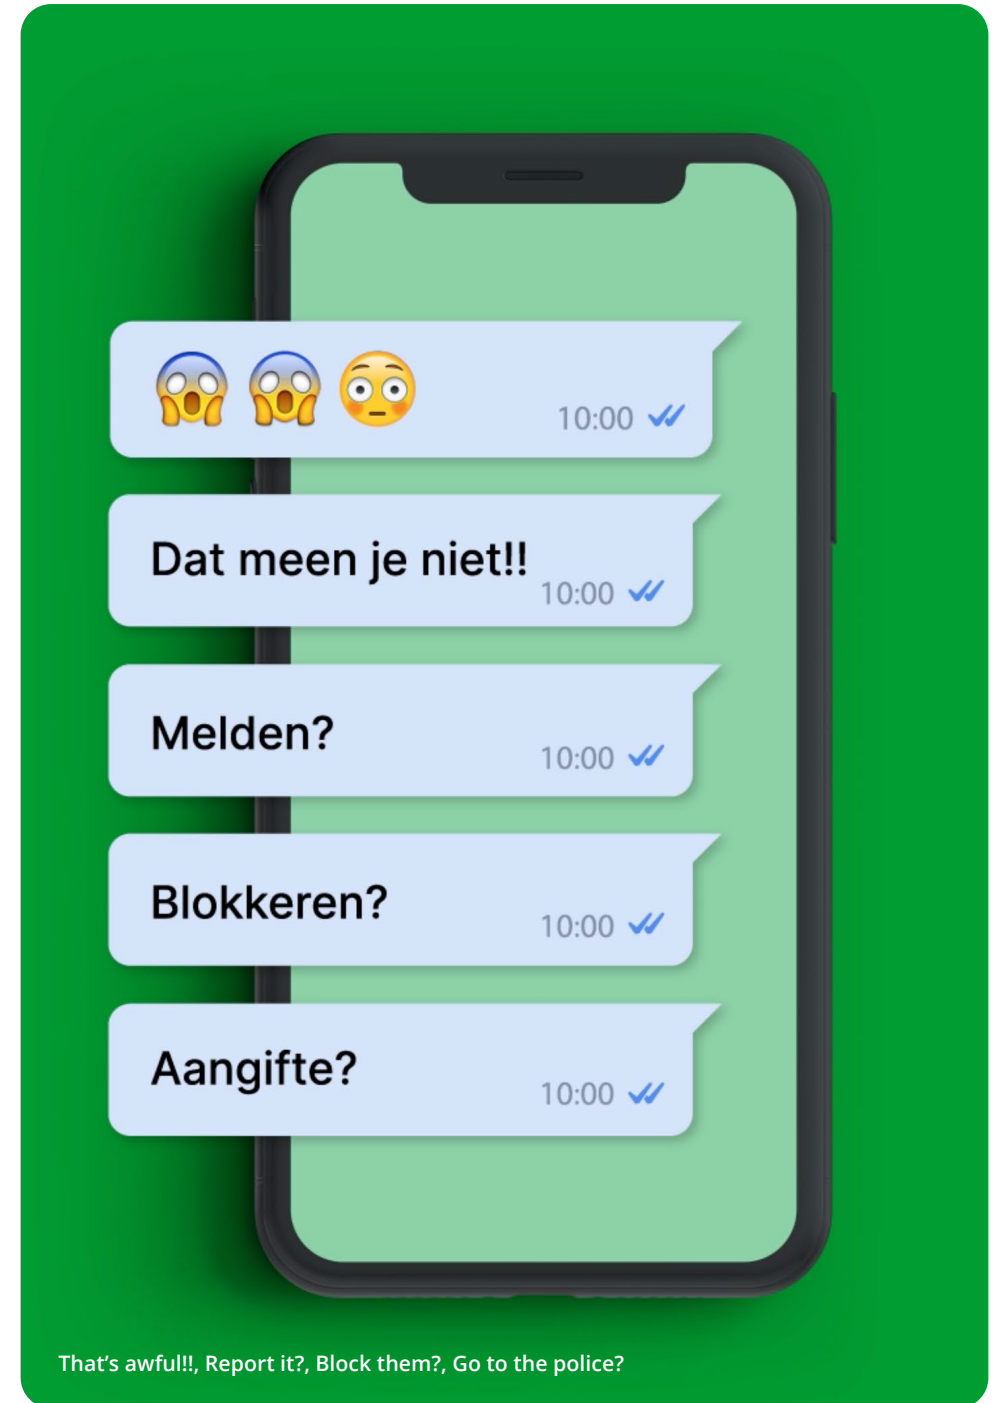 😱 😱 😳
10:00
Dat meen je niet!!
10:00
Melden?
10:00
Blokkeren?
10:00
Aangifte?
10:00
That’s awful!!, Report it?, Block them?, Go to the police?